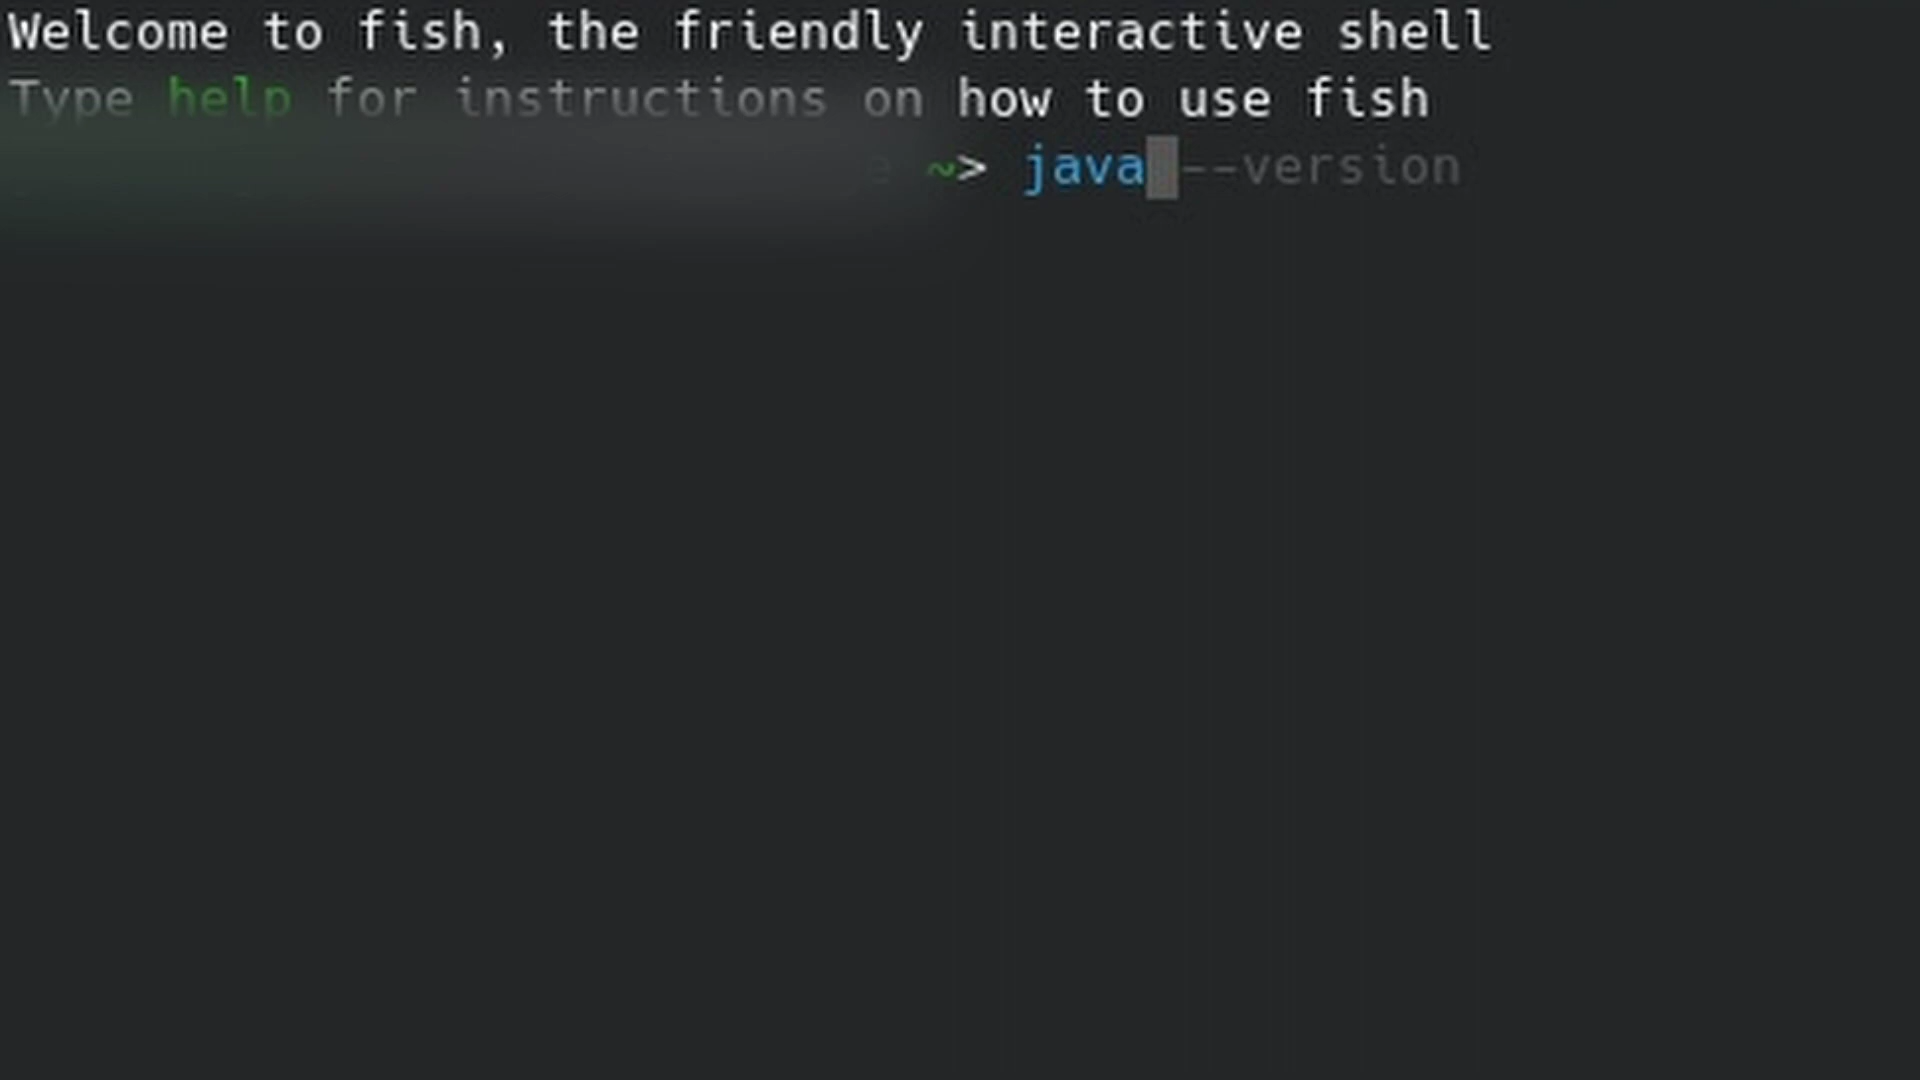 Welcome to fish, the friendly interactive shell
Type help for instructions on how to use fish
~> java --version